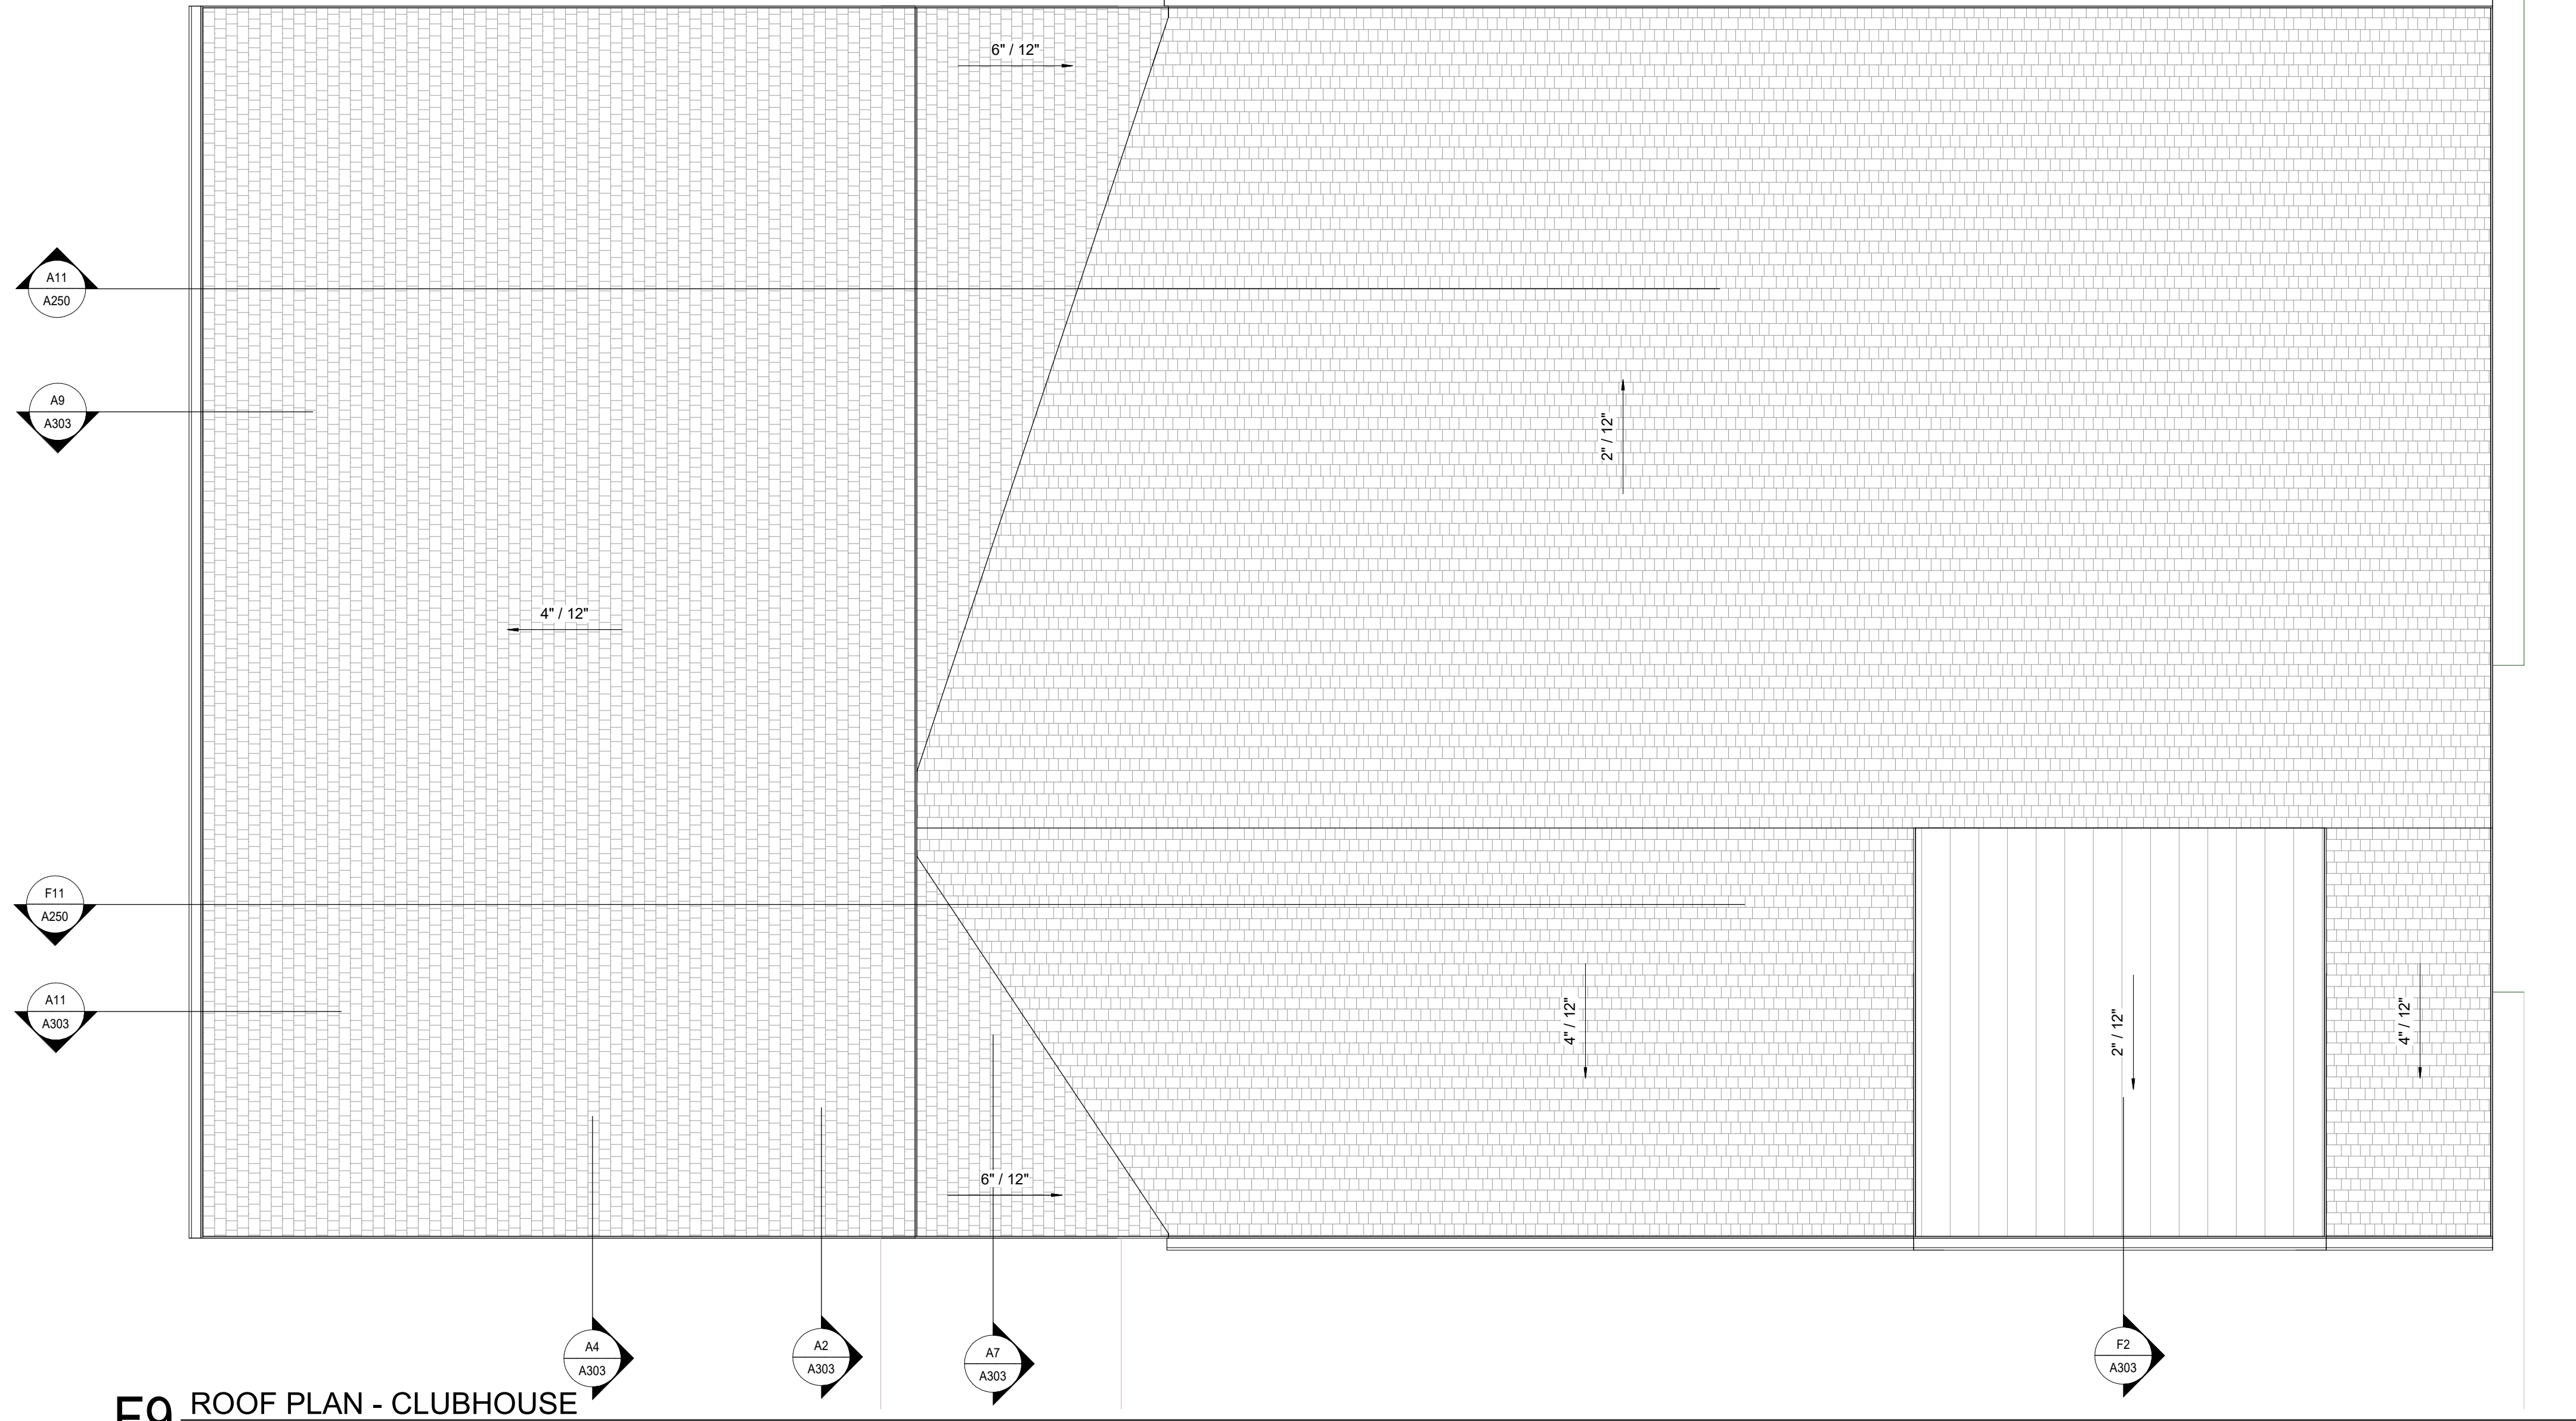 6" / 12"
A11
A250
A9
A303
2" / 12"
4" / 12"
F11
A250
A11
A303
4" / 12"
2" / 12"
4" / 12"
6" / 12"
A4
A303
A2
A303
A7
A303
F2
A303
ROOF PLAN - CLUBHOUSE